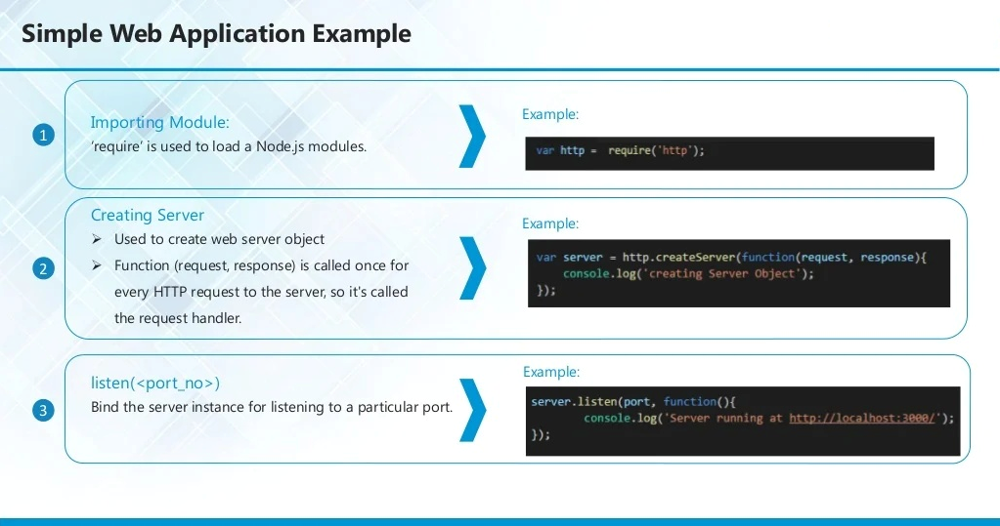 Simple Web Application Example
1
Importing Module:
‘require’ is used to load a Node.js modules.
Example:
var http =  require('http');
2
Creating Server
➢ Used to create web server object
➢ Function (request, response) is called once for
every HTTP request to the server, so it's called
the request handler.
Example:
var server = http.createServer(function(request, response){
    console.log('creating Server Object');
});
3
listen(<port_no>)
Bind the server instance for listening to a particular port.
Example:
server.listen(port, function(){
        console.log('Server running at http://localhost:3000/');
});